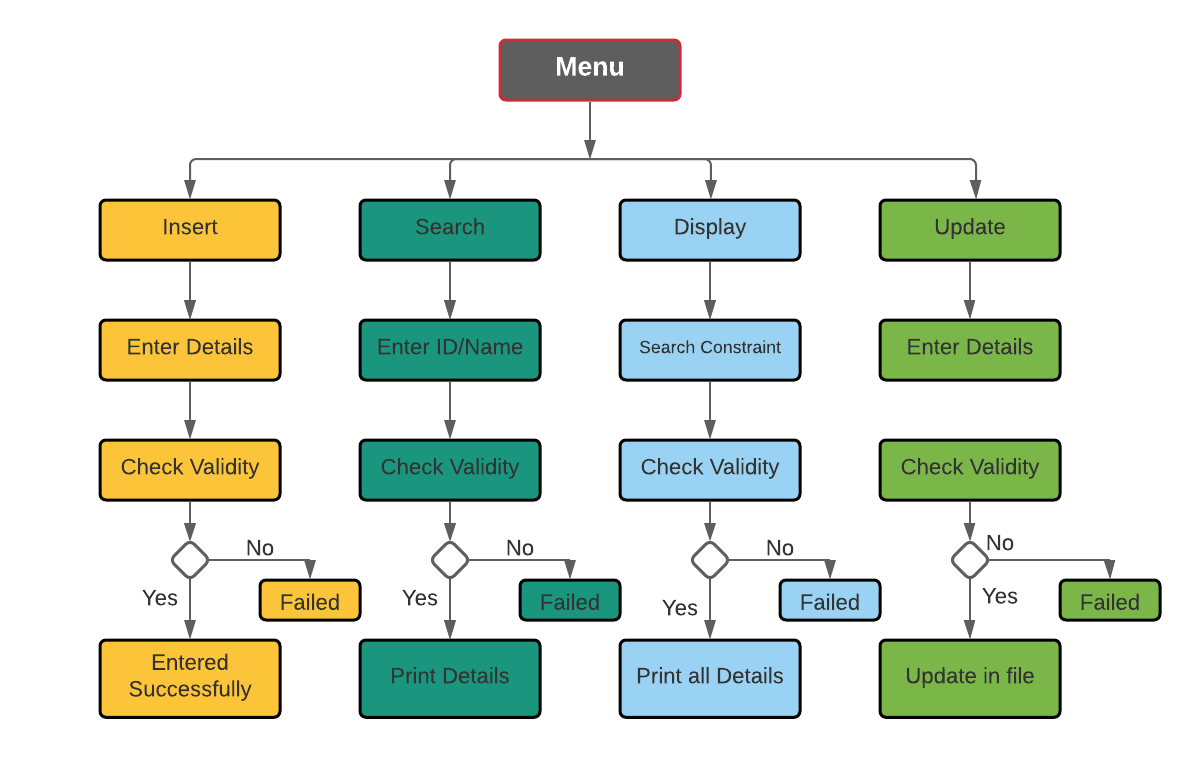 Menu
Insert
Search
Display
Update
Enter Details
Enter ID/Name
Search Constraint
Enter Details
Check Validity
Check Validity
Check Validity
Check Validity
No
No
No
No
Yes
Yes
Yes
Yes
Failed
Failed
Failed
Failed
Entered
Successfully
Print Details
Print all Details
Update in file